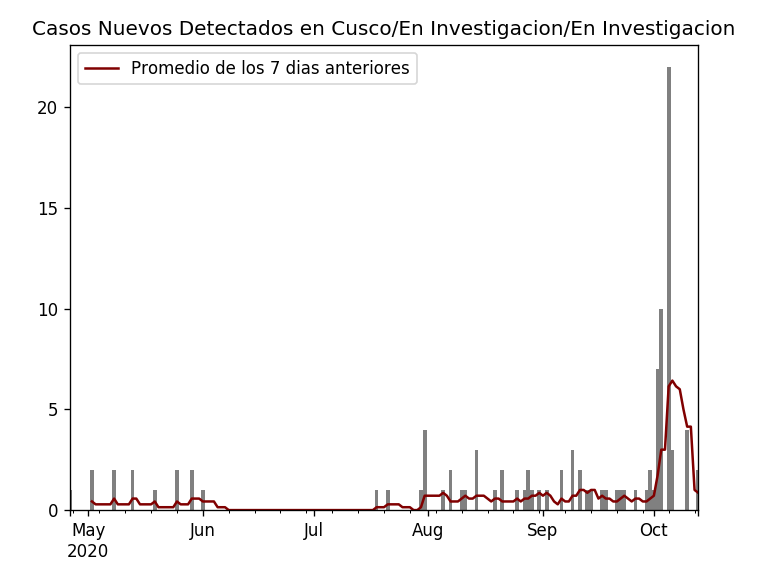 Casos Nuevos Detectados en Cusco/En Investigacion/En Investigacion
Promedio de los 7 dias anteriores
20
15
10
5
0
May Jun Jul Aug Sep Oct
2020